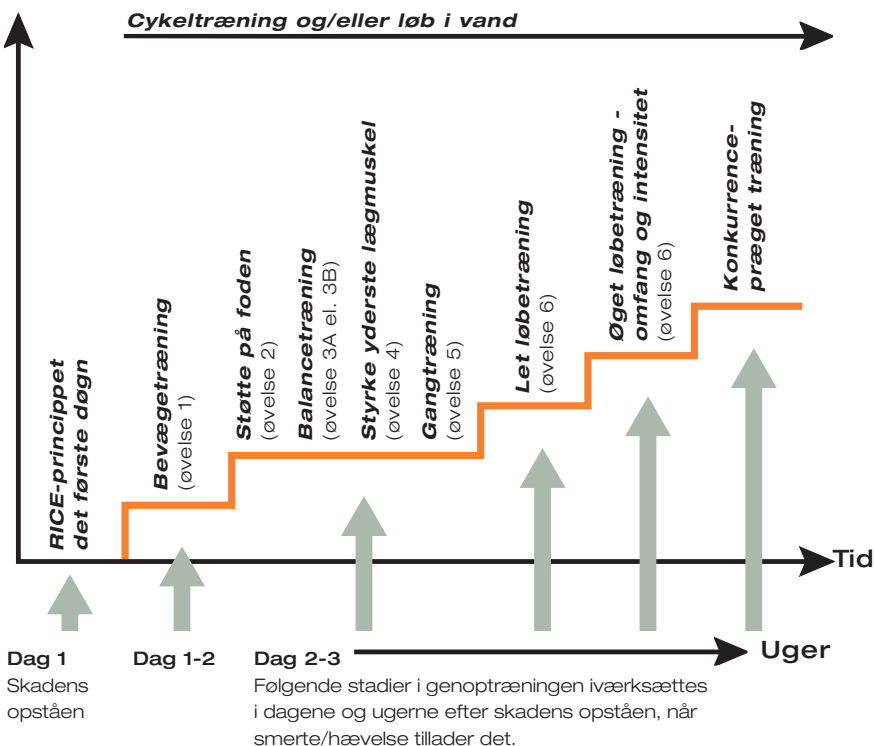 Cykeltræning og/eller løb i vand
RICE-princippet
det første døgn
Bevægetræning
(øvelse 1)
Støtte på foden
(øvelse 2)
Balancetræning
(øvelse 3A el. 3B)
Styrke yderste lægmuskel
(øvelse 4)
Gangtræning
(øvelse 5)
Let løbetræning
(øvelse 6)
Øget løbetræning -
omfang og intensitet
(øvelse 6)
Konkurrence-
præget træning
Tid
Dag 1
Skadens
opståen
Dag 1-2
Dag 2-3
Uger
Følgende stadier i genoptræningen iværksættes
i dagene og ugerne efter skadens opståen, når
smerte/hævelse tillader det.